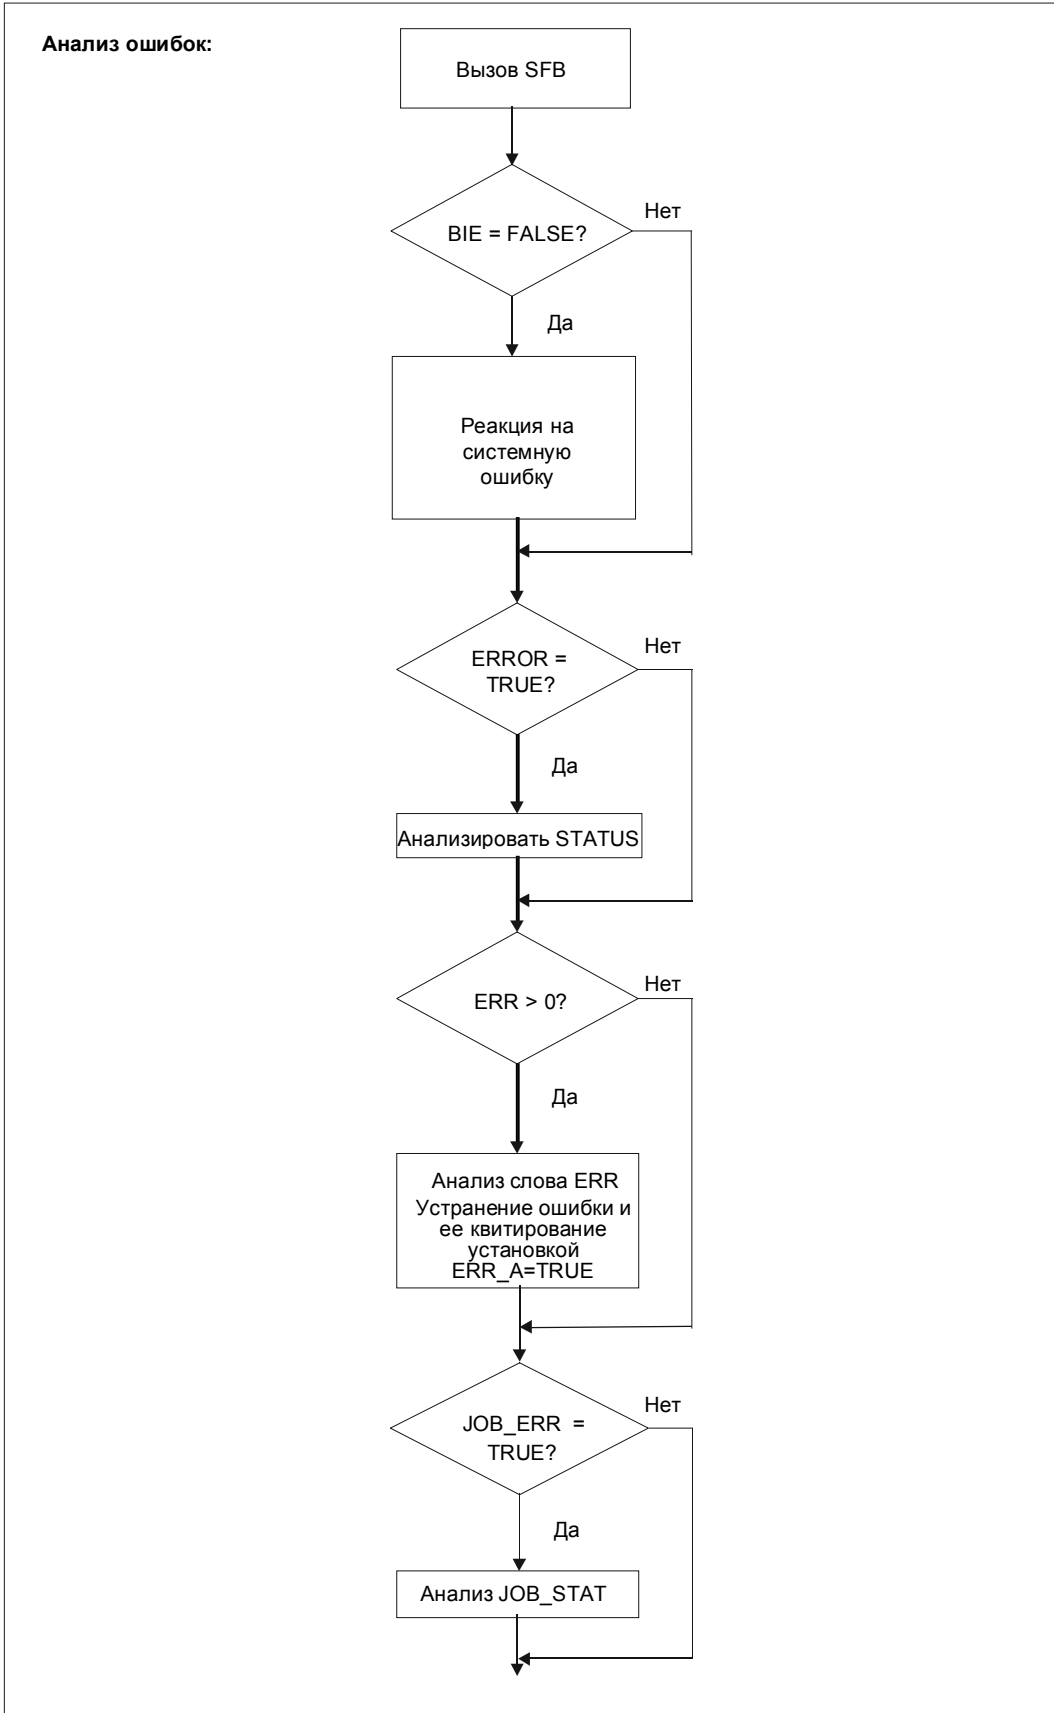 Анализ ошибок:
Вызов SFB
Нет
BIE = FALSE?
Да
Реакция на
системную
ошибку
Нет
ERROR =
TRUE?
Да
Анализировать STATUS
Нет
ERR > 0?
Да
Анализ слова ERR
Устранение ошибки и
ее квитирование
установкой
ERR_A=TRUE
Нет
JOB_ERR =
TRUE?
Да
Анализ JOB_STAT